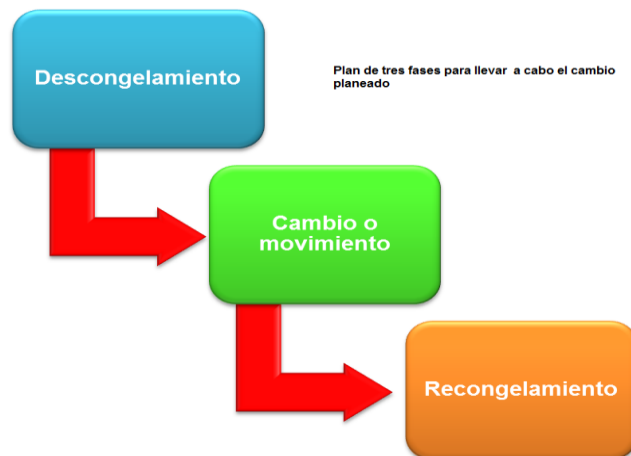 Descongelamiento
Plan de tres fases para llevar a cabo el cambio
planeado
Cambio o
movimiento
Recongelamiento